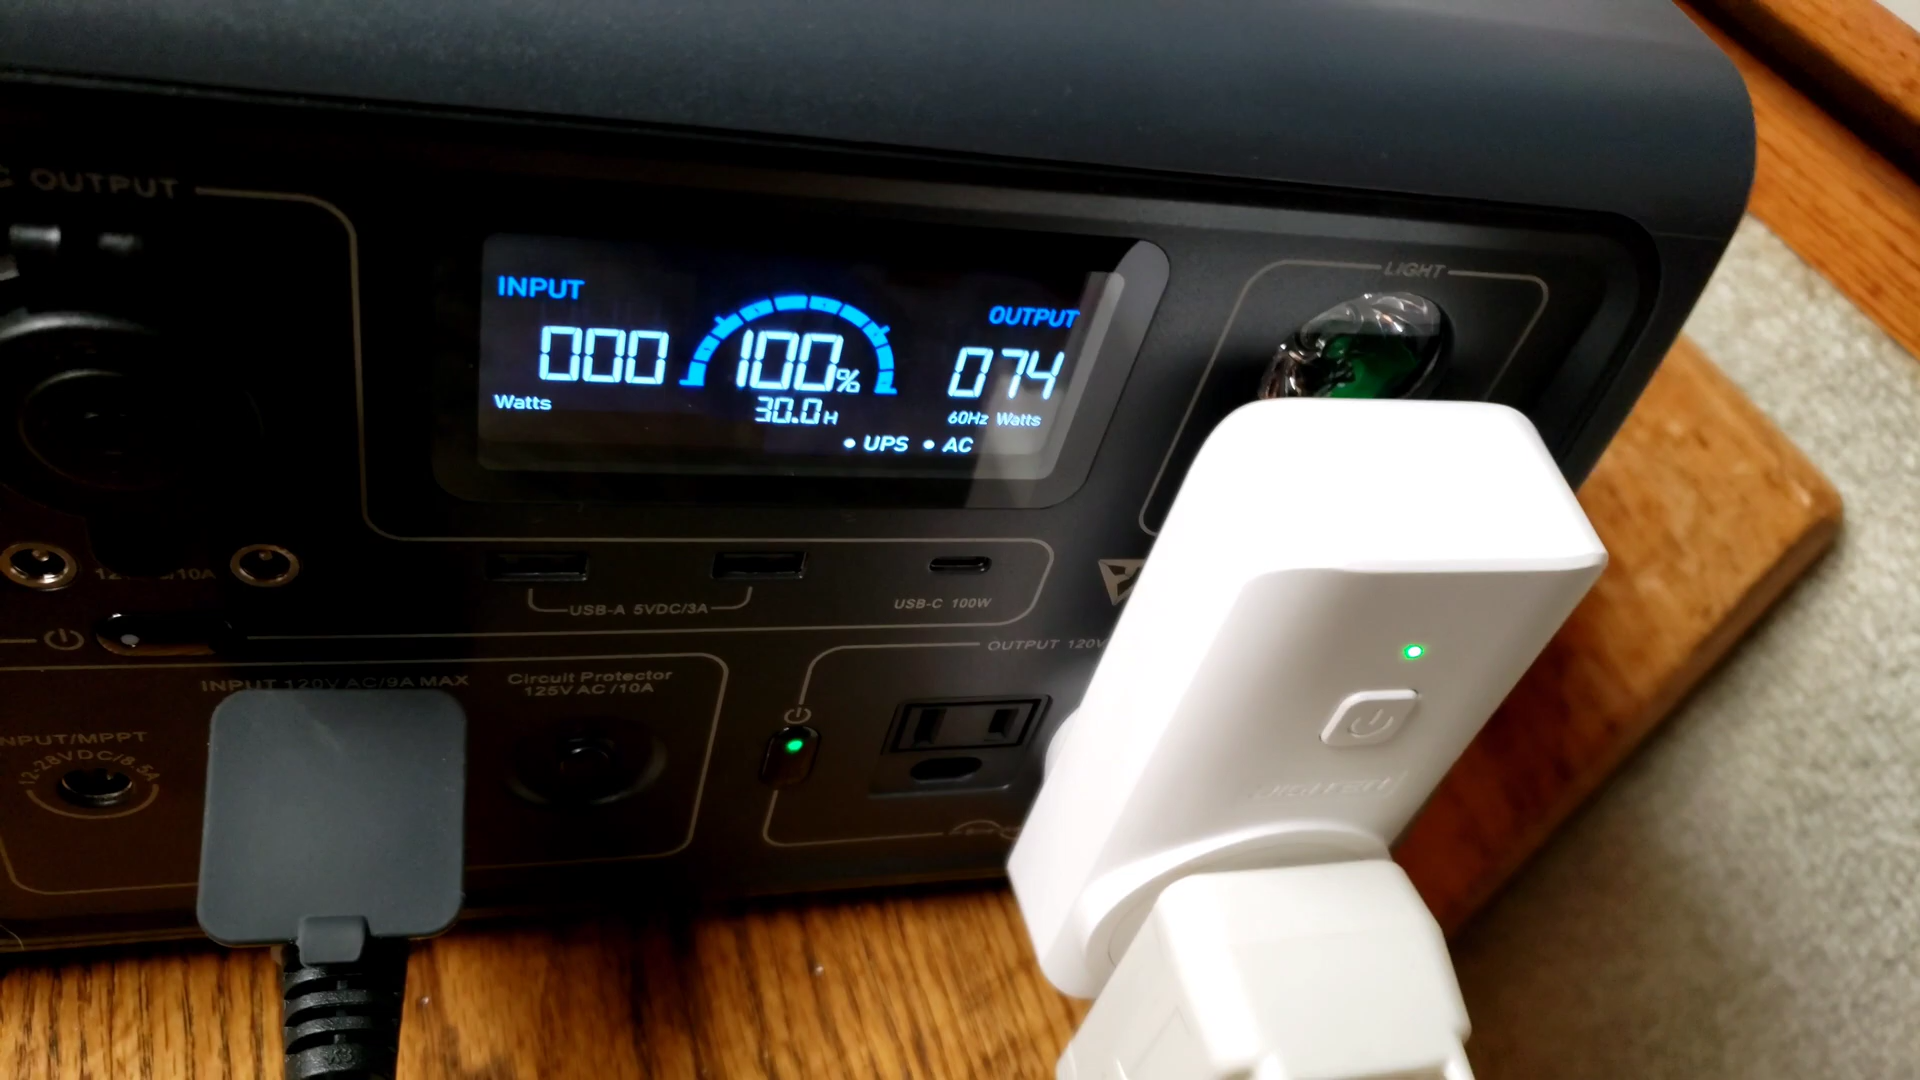 C OUTPUT
LIGHT
INPUT
OUTPUT
000
100%
074
Watts
30.0H
60Hz Watts
• UPS • AC
USB-A 5VDC/3A
USB-C 100W
OUTPUT 120V
INPUT 120V AC/9A MAX
Circuit Protector
125V AC /10A
NPUT/MPPT
12-28VDC/8.5A